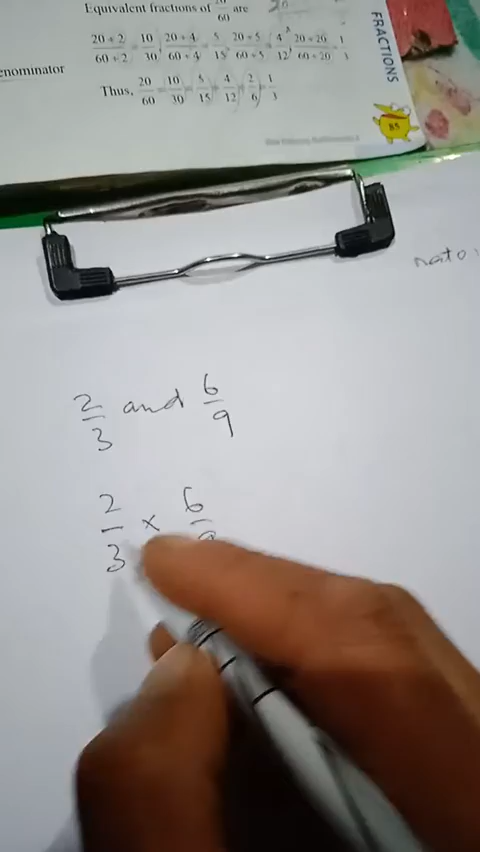 Equivalent fractions of 20/60 are 20
20÷2/60÷2 = 10/30, 20÷4/60÷4 = 5/15, 20÷5/60÷5 = 4/12, 20÷20/60÷20 = 1/3
enominator
Thus, 20/60 = 10/30 = 5/15 = 4/12 = 2/6 = 1/3
FRACTIONS
85
2/3 and 6/9
2/3 × 6/9